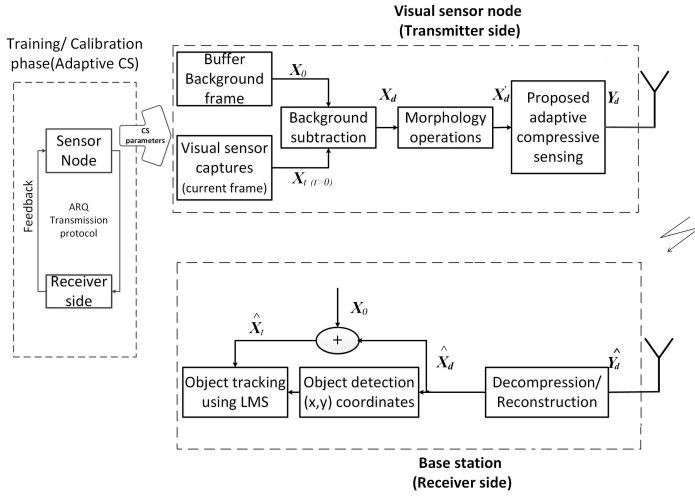 Visual sensor node
(Transmitter side)
Training/ Calibration
phase(Adaptive CS)
Sensor
Node
Feedback
ARQ
Transmission
protocol
Receiver
side
CS
parameters
Buffer
Background
frame
X0
Visual sensor
captures
(current frame)
Xt (t>0)
Background
subtraction
Xd
Morphology
operations
X'd
Proposed
adaptive
compressive
sensing
Yd
X0
X̂t
+
X̂d
Ŷd
Object tracking
using LMS
Object detection
(x,y) coordinates
Decompression/
Reconstruction
Base station
(Receiver side)